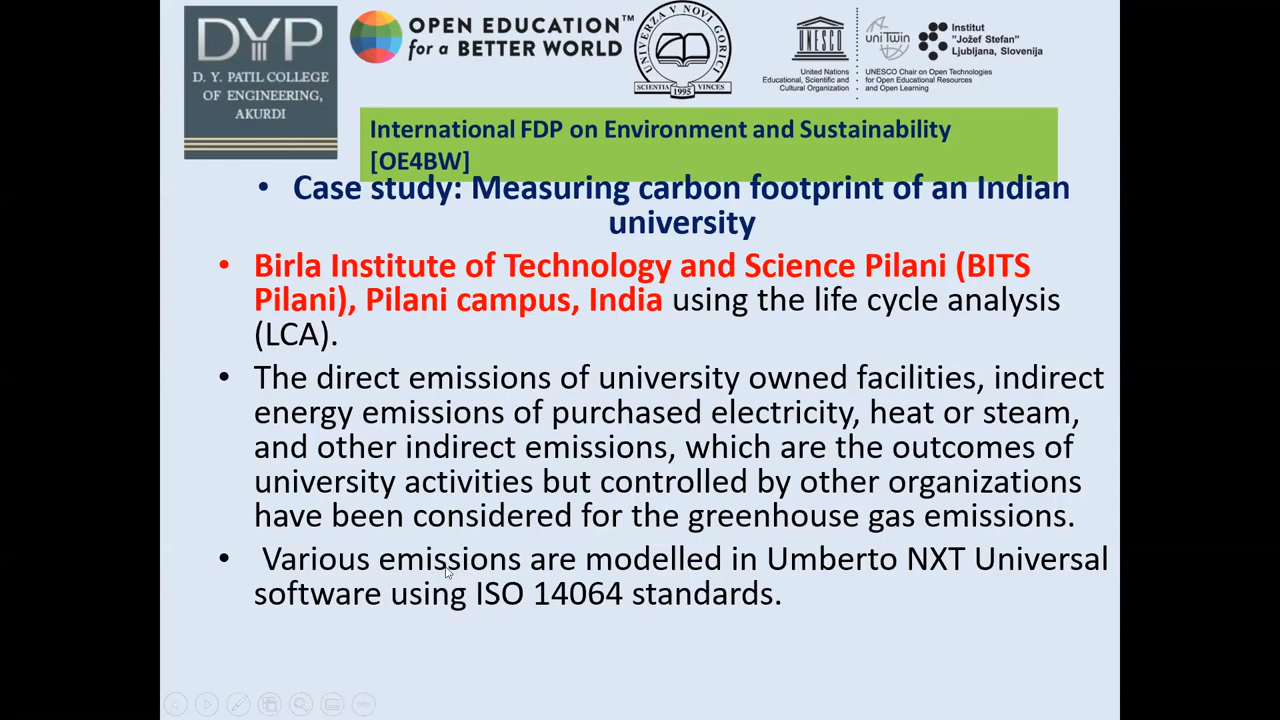 DYP
D. Y. PATIL COLLEGE
OF ENGINEERING,
AKURDI
OPEN EDUCATION™
for a BETTER WORLD
UNIVERZA V NOVI GORICI
SCIENTIA VINCES
1995
UNESCO
United Nations
Educational, Scientific and
Cultural Organization
uniTwin
Institut
"Jožef Stefan"
Ljubljana, Slovenija
UNESCO Chair on Open Technologies
for Open Educational Resources
and Open Learning
International FDP on Environment and Sustainability
[OE4BW]
• Case study: Measuring carbon footprint of an Indian
university
• Birla Institute of Technology and Science Pilani (BITS
Pilani), Pilani campus, India using the life cycle analysis
(LCA).
• The direct emissions of university owned facilities, indirect
energy emissions of purchased electricity, heat or steam,
and other indirect emissions, which are the outcomes of
university activities but controlled by other organizations
have been considered for the greenhouse gas emissions.
• Various emissions are modelled in Umberto NXT Universal
software using ISO 14064 standards.